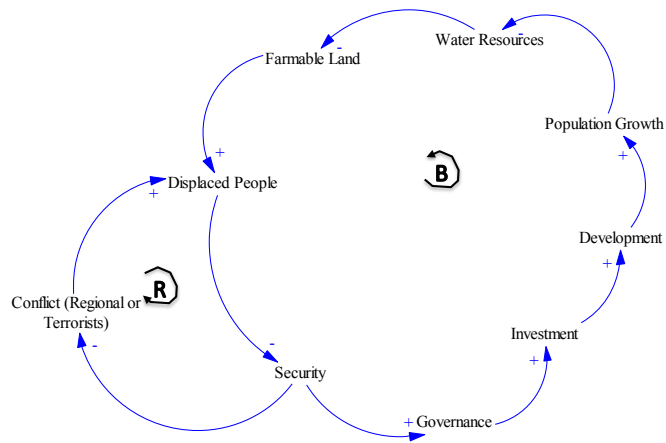 Water Resources
-
-
Farmable Land
Population Growth
+
+
Displaced People
+
B
Development
+
R
Conflict (Regional or
Terrorists)
-
-
Investment
+
Security
+ Governance